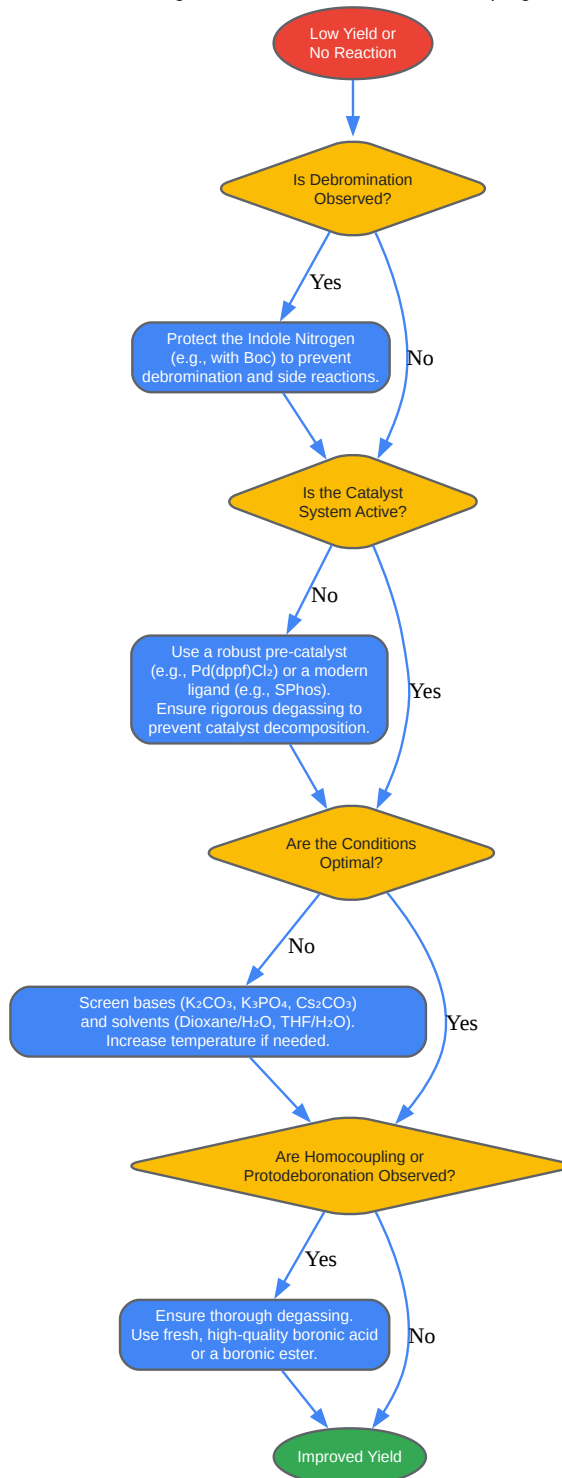 Low Yield or
No Reaction
Is Debromination
Observed?
Yes
Protect the Indole Nitrogen
(e.g., with Boc) to prevent
debromination and side reactions.
No
Is the Catalyst
System Active?
No
Use a robust pre-catalyst
(e.g., Pd(dppf)Cl₂) or a modern
ligand (e.g., SPhos).
Ensure rigorous degassing to
prevent catalyst decomposition.
Yes
Are the Conditions
Optimal?
No
Screen bases (K₂CO₃, K₃PO₄, Cs₂CO₃)
and solvents (Dioxane/H₂O, THF/H₂O).
Increase temperature if needed.
Yes
Are Homocoupling or
Protodeboronation Observed?
Yes
Ensure thorough degassing.
Use fresh, high-quality boronic acid
or a boronic ester.
No
Improved Yield